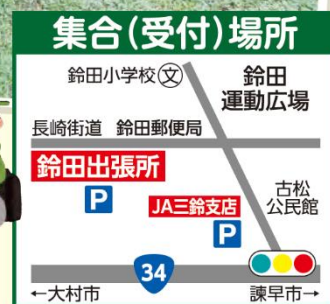 集合(受付)場所
鈴田小学校 文
鈴田
運動広場
長崎街道 鈴田郵便局
鈴田出張所
P
JA三鈴支店
P
古松
公民館
34
←大村市
諫早市→